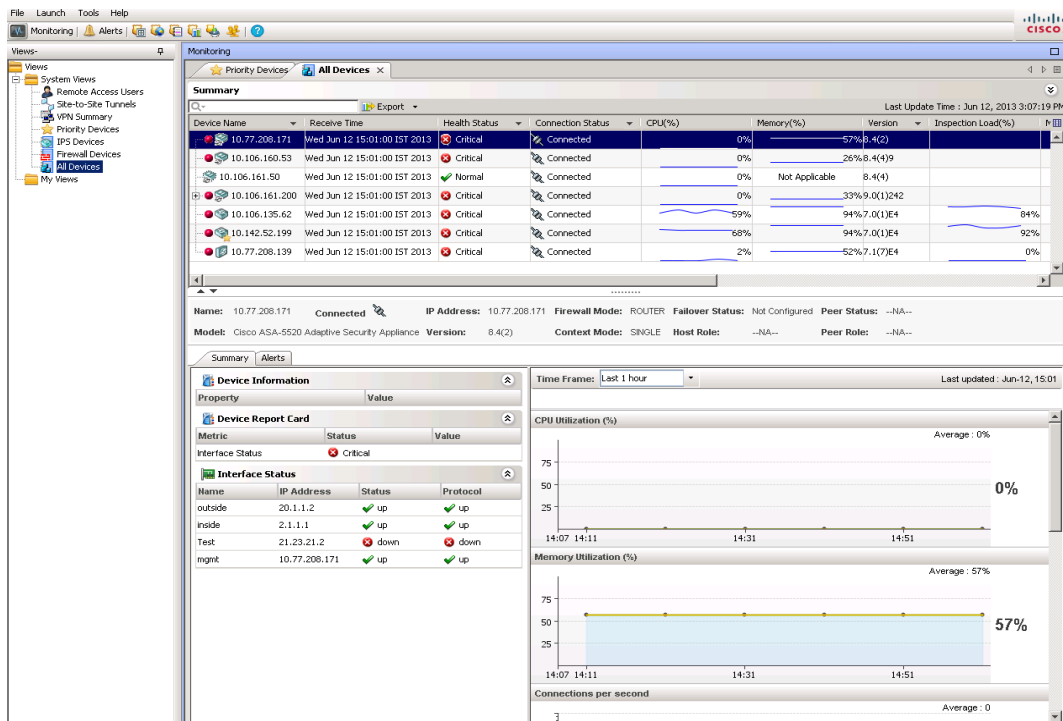 File Launch Tools Help
CISCO
Monitoring Alerts
Views-
Views
System Views
Remote Access Users
Site-to-Site Tunnels
VPN Summary
Priority Devices
IPS Devices
Firewall Devices
All Devices
My Views
Monitoring
Priority Devices All Devices
Summary
Export Last Update Time : Jun 12, 2013 3:07:19 PM
Device Name Receive Time Health Status Connection Status CPU(%) Memory(%) Version Inspection Load(%)
10.77.208.171 Wed Jun 12 15:01:00 IST 2013 Critical Connected 0% 57% 8.4(2)
10.106.160.53 Wed Jun 12 15:01:00 IST 2013 Critical Connected 0% 26% 8.4(4)9
10.106.161.50 Wed Jun 12 15:01:00 IST 2013 Normal Connected 0% Not Applicable 8.4(4)
10.106.161.200 Wed Jun 12 15:01:00 IST 2013 Critical Connected 0% 33% 9.0(1)242
10.106.135.62 Wed Jun 12 15:01:00 IST 2013 Critical Connected 59% 94% 7.0(1)E4 84%
10.142.52.199 Wed Jun 12 15:01:00 IST 2013 Critical Connected 68% 94% 7.0(1)E4 92%
10.77.208.139 Wed Jun 12 15:01:00 IST 2013 Critical Connected 2% 52% 7.1(7)E4 0%
Name: 10.77.208.171 Connected IP Address: 10.77.208.171 Firewall Mode: ROUTER Failover Status: Not Configured Peer Status: --NA--
Model: Cisco ASA-5520 Adaptive Security Appliance Version: 8.4(2) Context Mode: SINGLE Host Role: --NA-- Peer Role: --NA--
Summary Alerts
Device Information
Property Value
Device Report Card
Metric Status Value
Interface Status Critical
Interface Status
Name IP Address Status Protocol
outside 20.1.1.2 up up
inside 2.1.1.1 up up
Test 21.23.21.2 down down
mgmt 10.77.208.171 up up
Time Frame: Last 1 hour Last updated : Jun-12, 15:01
CPU Utilization (%)
Average : 0%
75
50
25
0%
14:07 14:11 14:31 14:51
Memory Utilization (%)
Average : 57%
75
50
25
57%
14:07 14:11 14:31 14:51
Connections per second
Average : 0